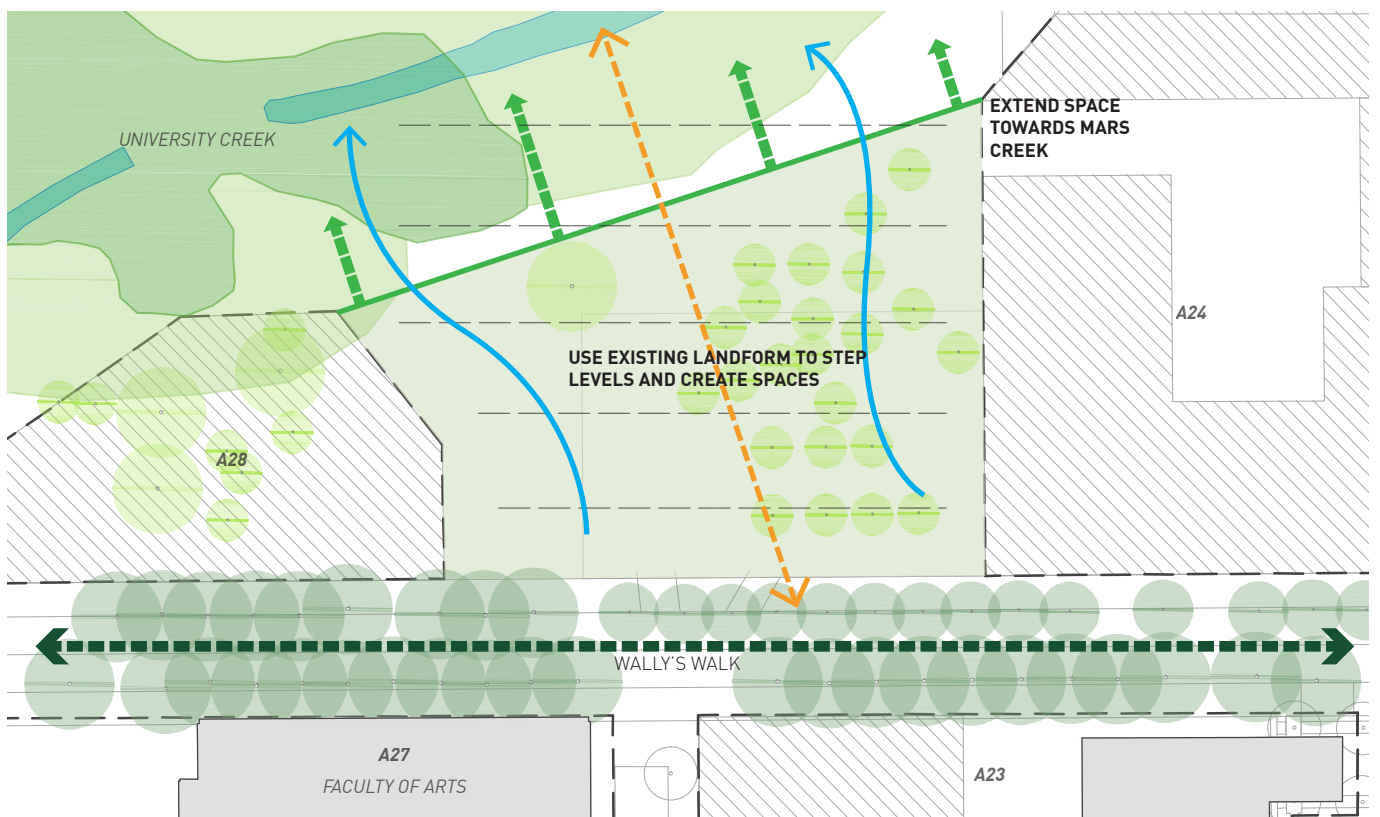 EXTEND SPACE
TOWARDS MARS
CREEK
UNIVERSITY CREEK
A24
USE EXISTING LANDFORM TO STEP
LEVELS AND CREATE SPACES
A28
WALLY'S WALK
A27
FACULTY OF ARTS
A23